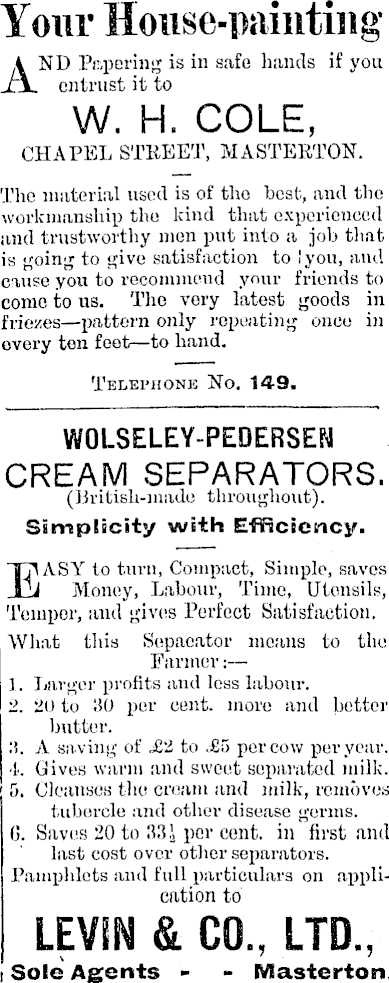 Your House-painting
AND Papering is in safe hands if you
entrust it to
W. H. COLE,
CHAPEL STREET, MASTERTON.
The material used is of the best, and the
workmanship the kind that experienced
and trustworthy men put into a job that
is going to give satisfaction to you, and
cause you to recommend your friends to
come to us. The very latest goods in
friezes—pattern only repeating once in
every ten feet—to hand.
TELEPHONE No. 149.
WOLSELEY-PEDERSEN
CREAM SEPARATORS.
(British-made throughout).
Simplicity with Efficiency.
EASY to turn, Compact, Simple, saves
Money, Labour, Time, Utensils,
Temper, and gives Perfect Satisfaction.
What this Sepaeator means to the
Farmer:—
1. Larger profits and less labour.
2. 20 to 30 per cent. more and better
butter.
3. A saving of £2 to £5 per cow per year.
4. Gives warm and sweet separated milk.
5. Cleanses the cream and milk, removes
tubercle and other disease germs.
6. Saves 20 to 33½ per cent. in first and
last cost over other separators.
Pamphlets and full particulars on appli-
cation to
LEVIN & CO., LTD.,
Sole Agents - - Masterton